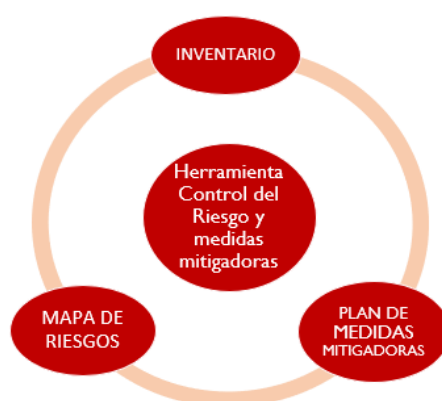 INVENTARIO
Herramienta
Control del
Riesgo y
medidas
mitigadoras
MAPA DE
RIESGOS
PLAN DE
MEDIDAS
MITIGADORAS